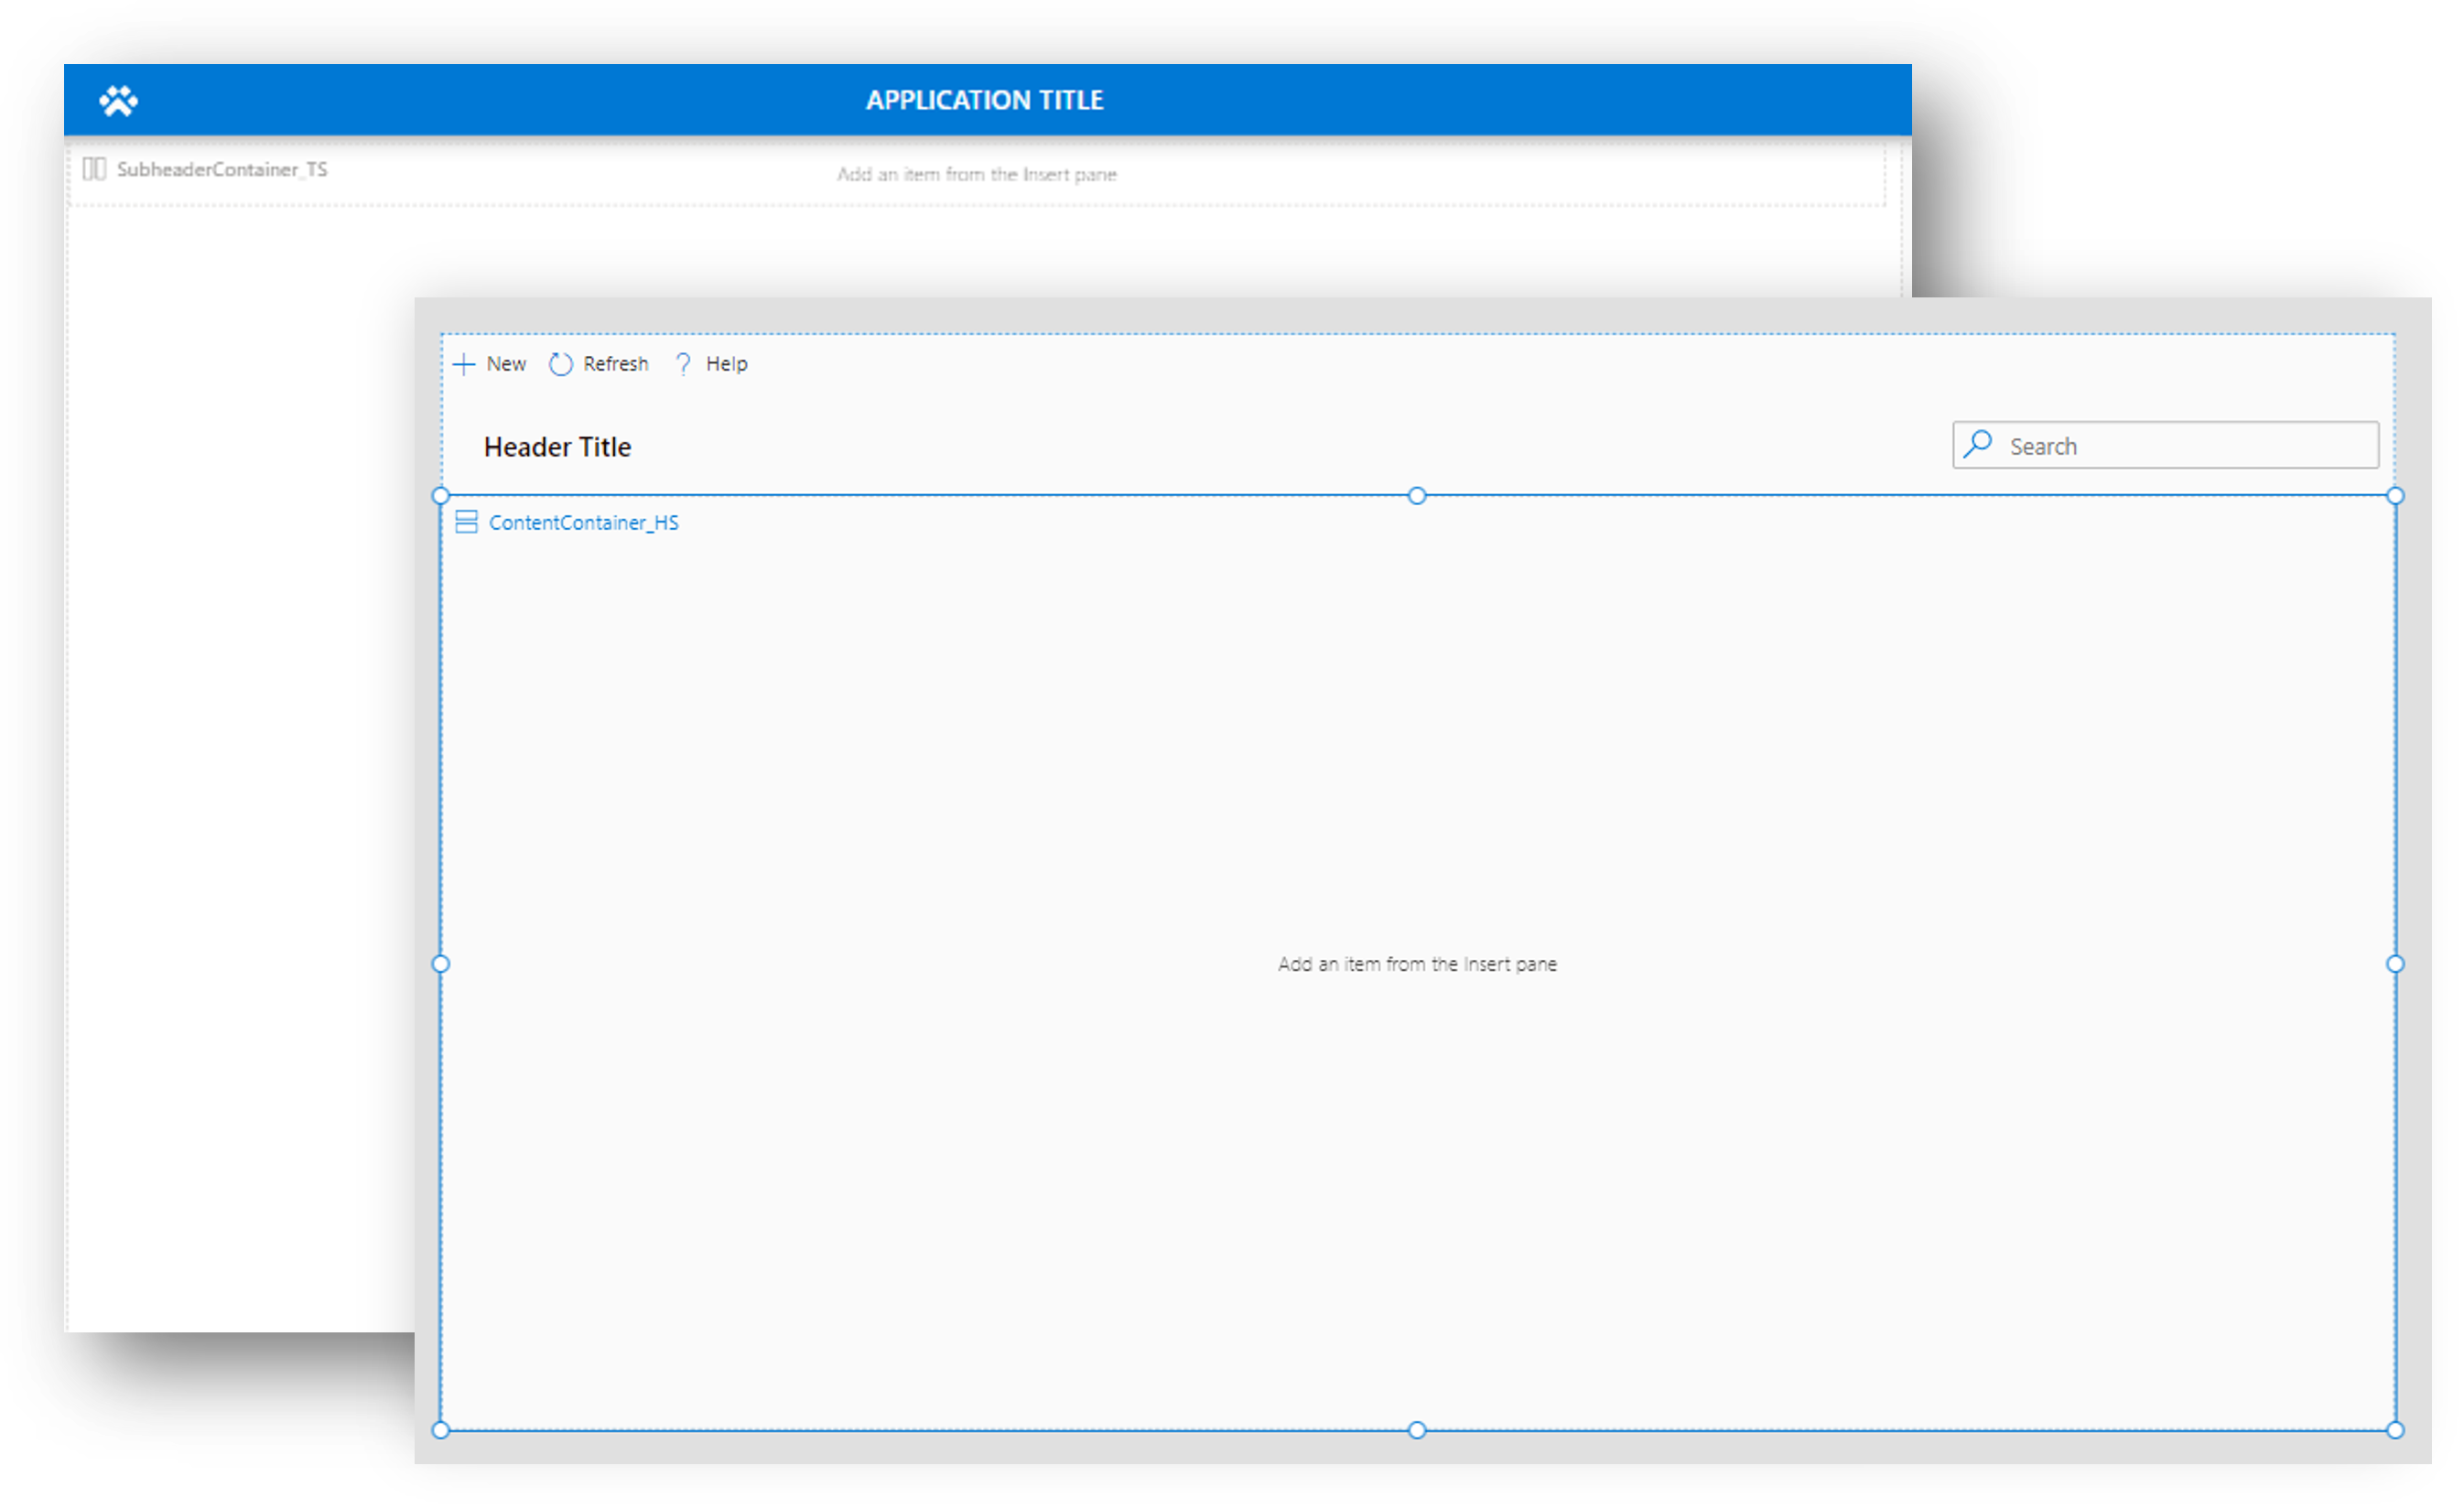 APPLICATION TITLE
SubheaderContainer_TS
Add an item from the Insert pane
New Refresh Help
Header Title
Search
ContentContainer_HS
Add an item from the Insert pane